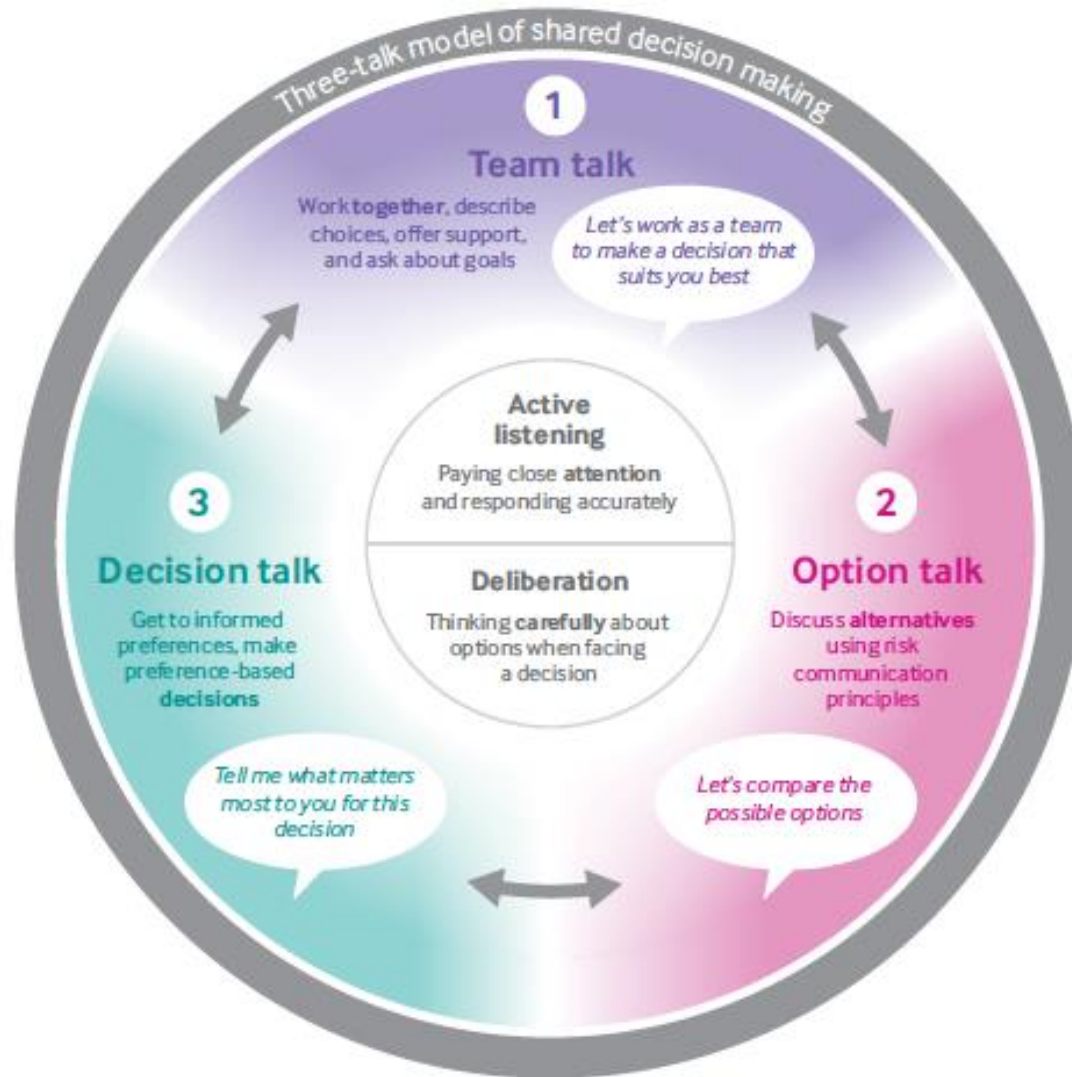 Three-talk model of shared decision making
1
Team talk
Work together, describe
choices, offer support,
and ask about goals
Let's work as a team
to make a decision that
suits you best
Active
listening
Paying close attention
and responding accurately
Deliberation
Thinking carefully about
options when facing
a decision
2
Option talk
Discuss alternatives
using risk
communication
principles
Let's compare the
possible options
3
Decision talk
Get to informed
preferences, make
preference-based
decisions
Tell me what matters
most to you for this
decision